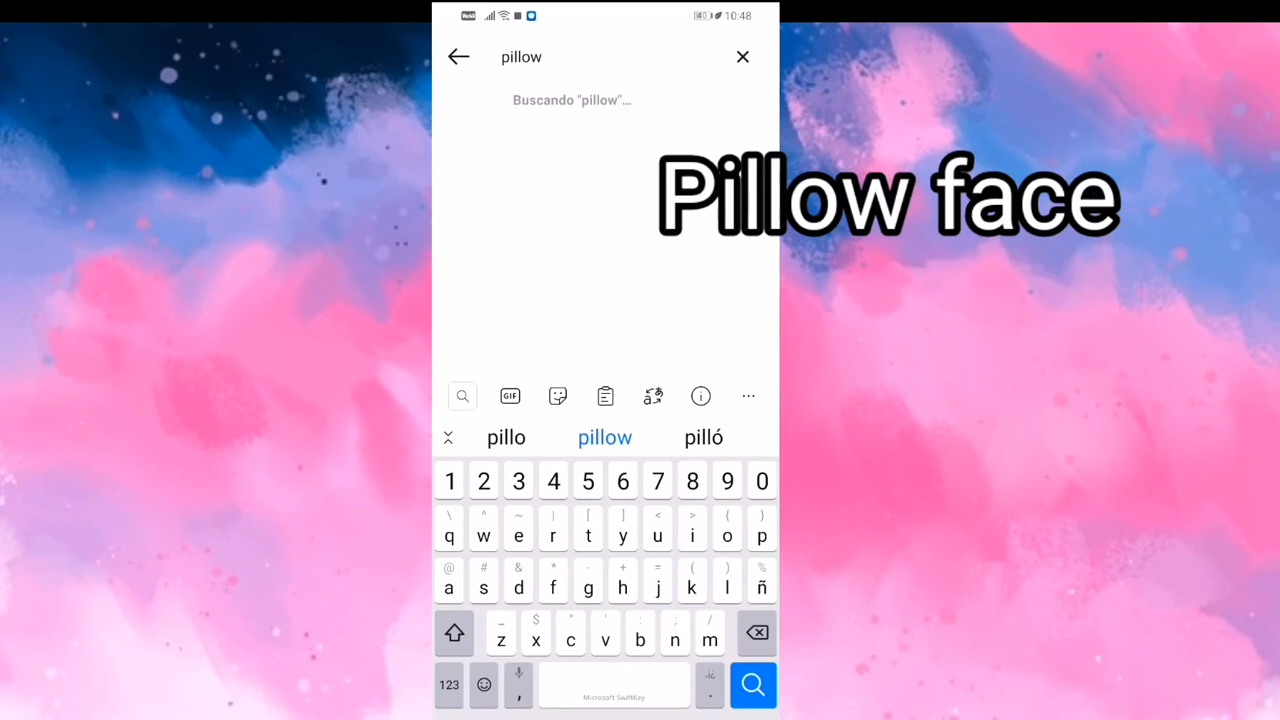 10:48
pillow
Buscando "pillow"...
Pillow face
GIF
pillo pillow pilló
1 2 3 4 5 6 7 8 9 0
\ ^ ~ | [ ] < > { }
q w e r t y u i o p
@ # & * - + = ( ) %
a s d f g h j k l ñ
_ $ " ' : ; /
z x c v b n m
123 , Microsoft SwiftKey .